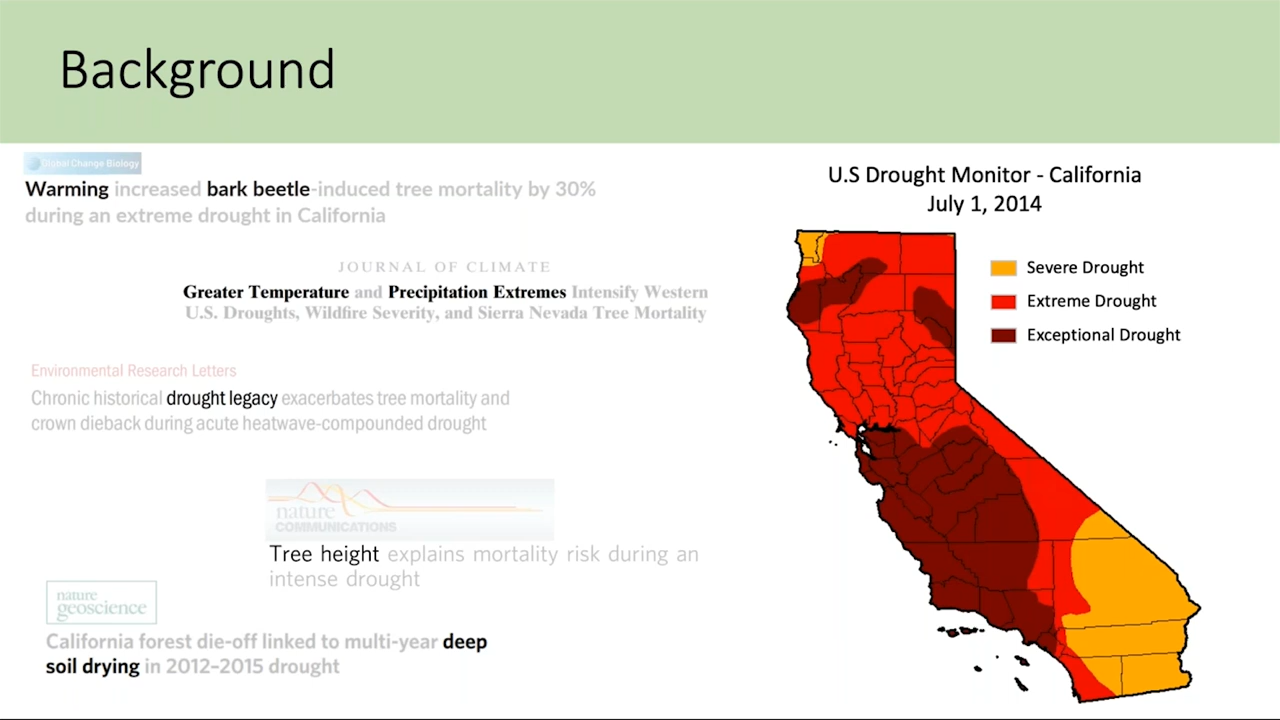 Background
Global Change Biology
Warming increased bark beetle-induced tree mortality by 30%
during an extreme drought in California
JOURNAL OF CLIMATE
Greater Temperature and Precipitation Extremes Intensify Western
U.S. Droughts, Wildfire Severity, and Sierra Nevada Tree Mortality
Environmental Research Letters
Chronic historical drought legacy exacerbates tree mortality and
crown dieback during acute heatwave-compounded drought
nature
COMMUNICATIONS
Tree height explains mortality risk during an
intense drought
nature
geoscience
California forest die-off linked to multi-year deep
soil drying in 2012–2015 drought
U.S Drought Monitor - California
July 1, 2014
Severe Drought
Extreme Drought
Exceptional Drought